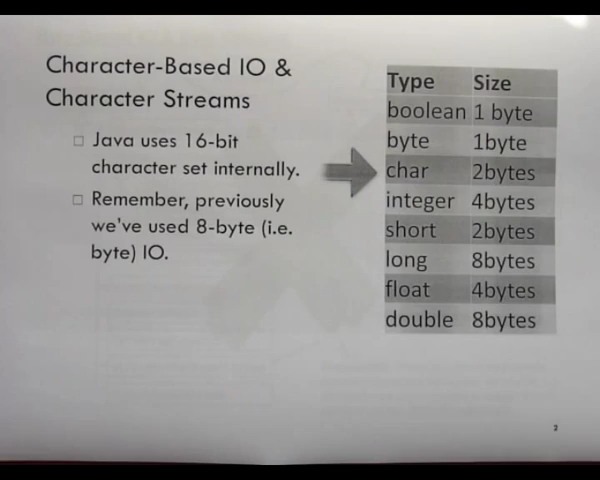 Character-Based IO &
Character Streams
Java uses 16-bit
character set internally.
Remember, previously
we've used 8-byte (i.e.
byte) IO.
Type Size
boolean 1 byte
byte 1byte
char 2bytes
integer 4bytes
short 2bytes
long 8bytes
float 4bytes
double 8bytes
2